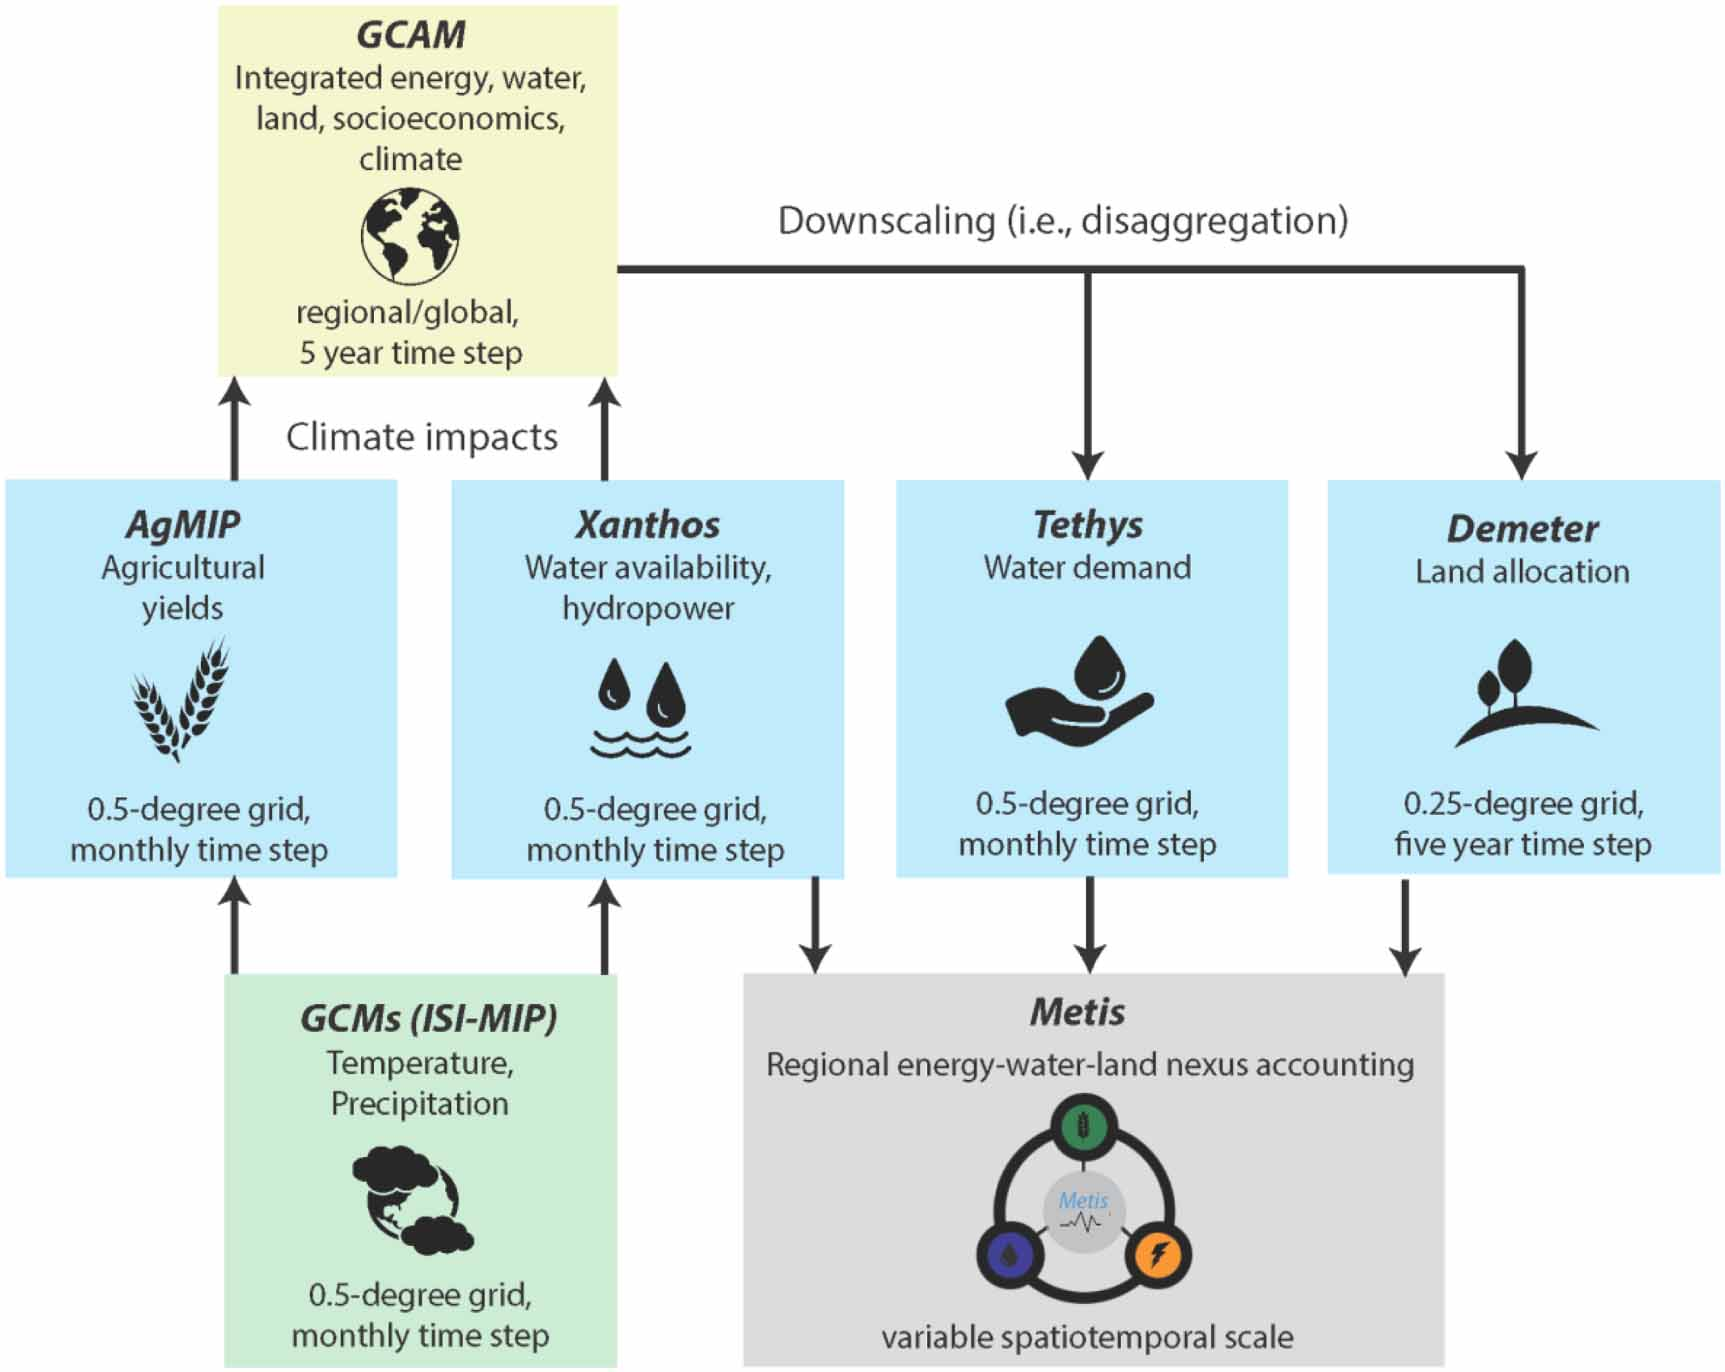 GCAM
Integrated energy, water,
land, socioeconomics,
climate
regional/global,
5 year time step
Downscaling (i.e., disaggregation)
Climate impacts
AgMIP
Agricultural
yields
0.5-degree grid,
monthly time step
Xanthos
Water availability,
hydropower
0.5-degree grid,
monthly time step
Tethys
Water demand
0.5-degree grid,
monthly time step
Demeter
Land allocation
0.25-degree grid,
five year time step
GCMs (ISI-MIP)
Temperature,
Precipitation
0.5-degree grid,
monthly time step
Metis
Regional energy-water-land nexus accounting
Metis
variable spatiotemporal scale